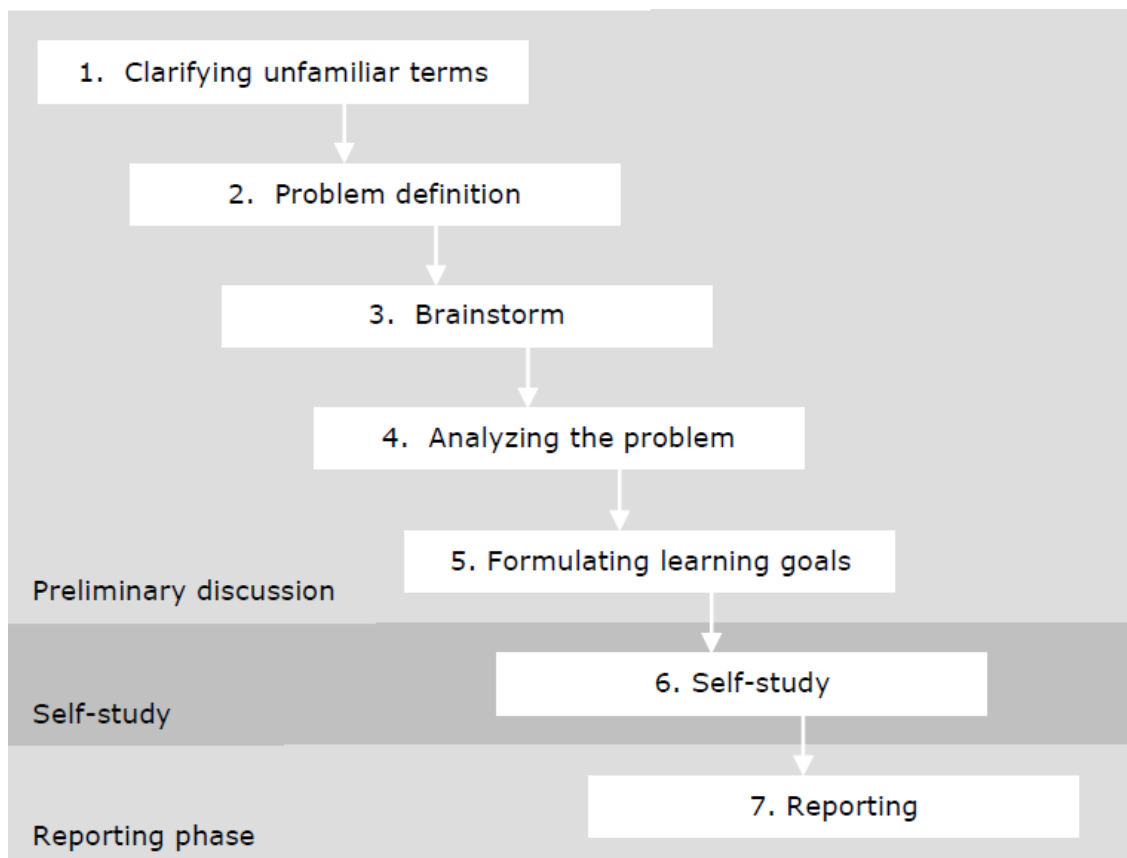 1. Clarifying unfamiliar terms
2. Problem definition
3. Brainstorm
4. Analyzing the problem
5. Formulating learning goals
Preliminary discussion
6. Self-study
Self-study
7. Reporting
Reporting phase